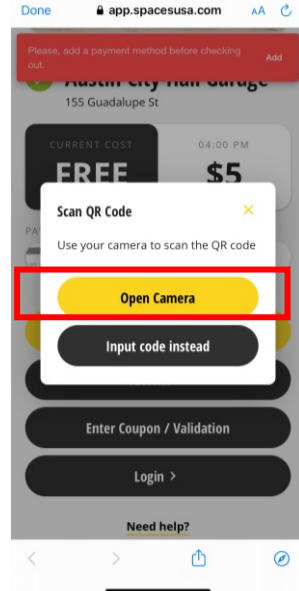 Done
app.spacesusa.com
AA
Please, add a payment method before checking
out.
Add
Austin City Hall Garage
155 Guadalupe St
CURRENT COST
04:00 PM
FREE
$5
PA
Scan QR Code
Use your camera to scan the QR code
Open Camera
Input code instead
Enter Coupon / Validation
Login >
Need help?